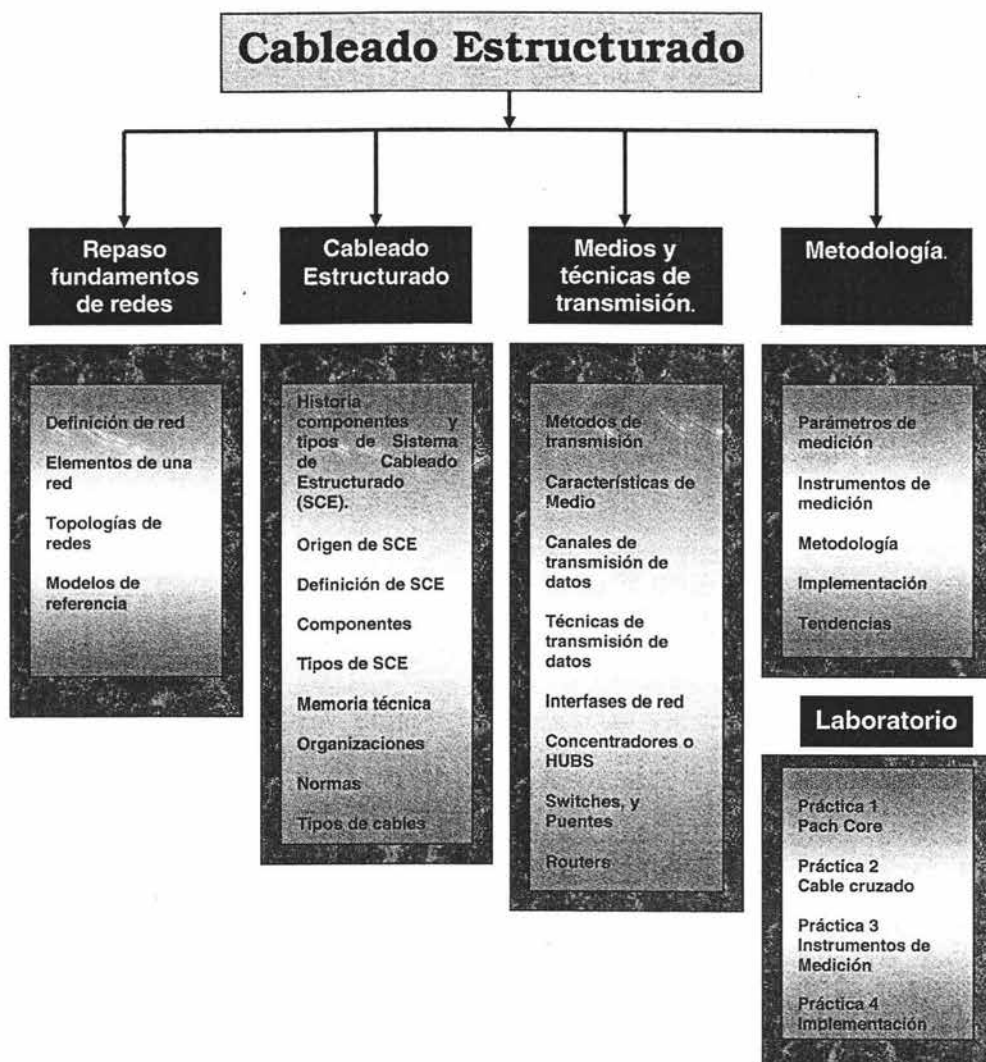 Cableado Estructurado
Repaso
fundamentos
de redes
Definición de red
Elementos de una
red
Topologías de
redes
Modelos de
referencia
Cableado
Estructurado
Historia
componentes y
tipos de Sistema
de Cableado
Estructurado
(SCE).
Origen de SCE
Definición de SCE
Componentes
Tipos de SCE
Memoria técnica
Organizaciones
Normas
Tipos de cables
Medios y
técnicas de
transmisión.
Métodos de
transmisión
Características de
Medio
Canales de
transmisión de
datos
Técnicas de
transmisión de
datos
Interfases de red
Concentradores o
HUBS
Switches, y
Puentes
Routers
Metodología.
Parámetros de
medición
Instrumentos de
medición
Metodología
Implementación
Tendencias
Laboratorio
Práctica 1
Pach Core
Práctica 2
Cable cruzado
Práctica 3
Instrumentos de
Medición
Práctica 4
Implementación